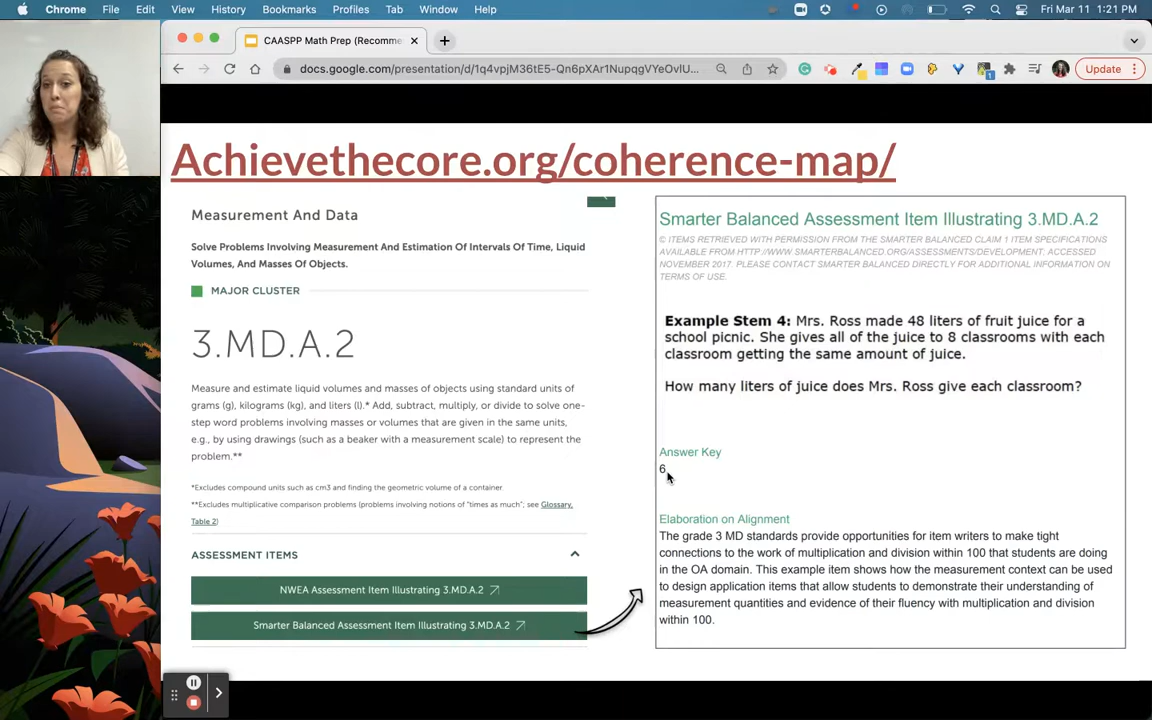 Chrome File Edit View History Bookmarks Profiles Tab Window Help Fri Mar 11 1:21 PM
CAASPP Math Prep (Recomme
docs.google.com/presentation/d/1q4vpjM36tE5-Qn6pXAr1NupqgVYeOvIU... Update
Achievethecore.org/coherence-map/
Measurement And Data
Solve Problems Involving Measurement And Estimation Of Intervals Of Time, Liquid
Volumes, And Masses Of Objects.
MAJOR CLUSTER
3.MD.A.2
Measure and estimate liquid volumes and masses of objects using standard units of
grams (g), kilograms (kg), and liters (l).* Add, subtract, multiply, or divide to solve one-
step word problems involving masses or volumes that are given in the same units,
e.g., by using drawings (such as a beaker with a measurement scale) to represent the
problem.**
*Excludes compound units such as cm3 and finding the geometric volume of a container.
**Excludes multiplicative comparison problems (problems involving notions of "times as much"; see Glossary,
Table 2)
ASSESSMENT ITEMS
NWEA Assessment Item Illustrating 3.MD.A.2
Smarter Balanced Assessment Item Illustrating 3.MD.A.2
Smarter Balanced Assessment Item Illustrating 3.MD.A.2
© ITEMS RETRIEVED WITH PERMISSION FROM THE SMARTER BALANCED CLAIM 1 ITEM SPECIFICATIONS
AVAILABLE FROM HTTP://WWW.SMARTERBALANCED.ORG/ASSESSMENTS/DEVELOPMENT; ACCESSED
NOVEMBER 2017. PLEASE CONTACT SMARTER BALANCED DIRECTLY FOR ADDITIONAL INFORMATION ON
TERMS OF USE.
Example Stem 4: Mrs. Ross made 48 liters of fruit juice for a
school picnic. She gives all of the juice to 8 classrooms with each
classroom getting the same amount of juice.
How many liters of juice does Mrs. Ross give each classroom?
Answer Key
6
Elaboration on Alignment
The grade 3 MD standards provide opportunities for item writers to make tight
connections to the work of multiplication and division within 100 that students are doing
in the OA domain. This example item shows how the measurement context can be used
to design application items that allow students to demonstrate their understanding of
measurement quantities and evidence of their fluency with multiplication and division
within 100.